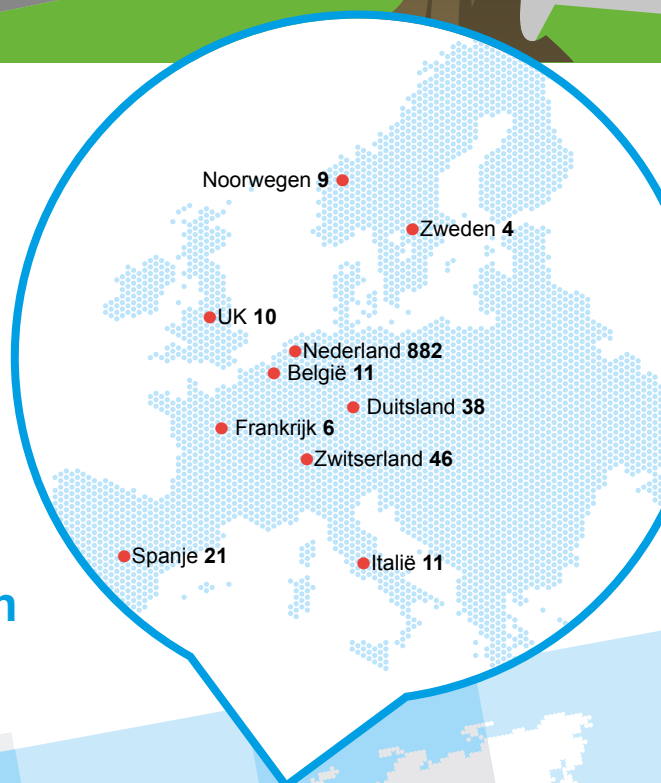 Noorwegen 9
Zweden 4
UK 10
Nederland 882
België 11
Duitsland 38
Frankrijk 6
Zwitserland 46
Spanje 21
Italië 11
n